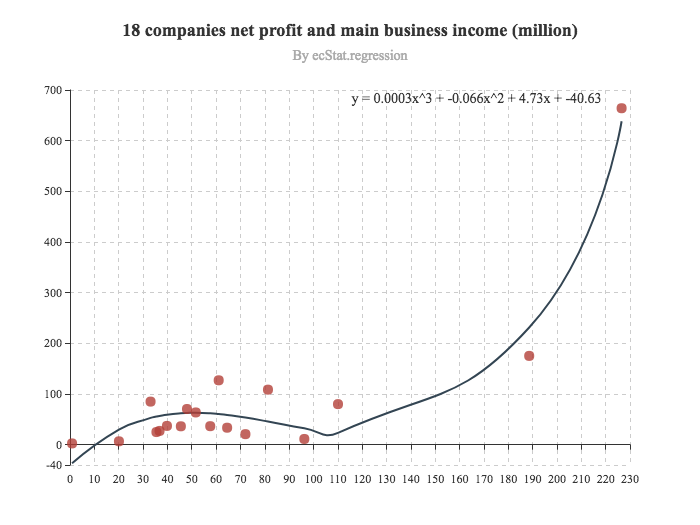 18 companies net profit and main business income (million)
By ecStat.regression
y = 0.0003x^3 + -0.066x^2 + 4.73x + -40.63
700
600
500
400
300
200
100
0
-40
0 10 20 30 40 50 60 70 80 90 100 110 120 130 140 150 160 170 180 190 200 210 220 230